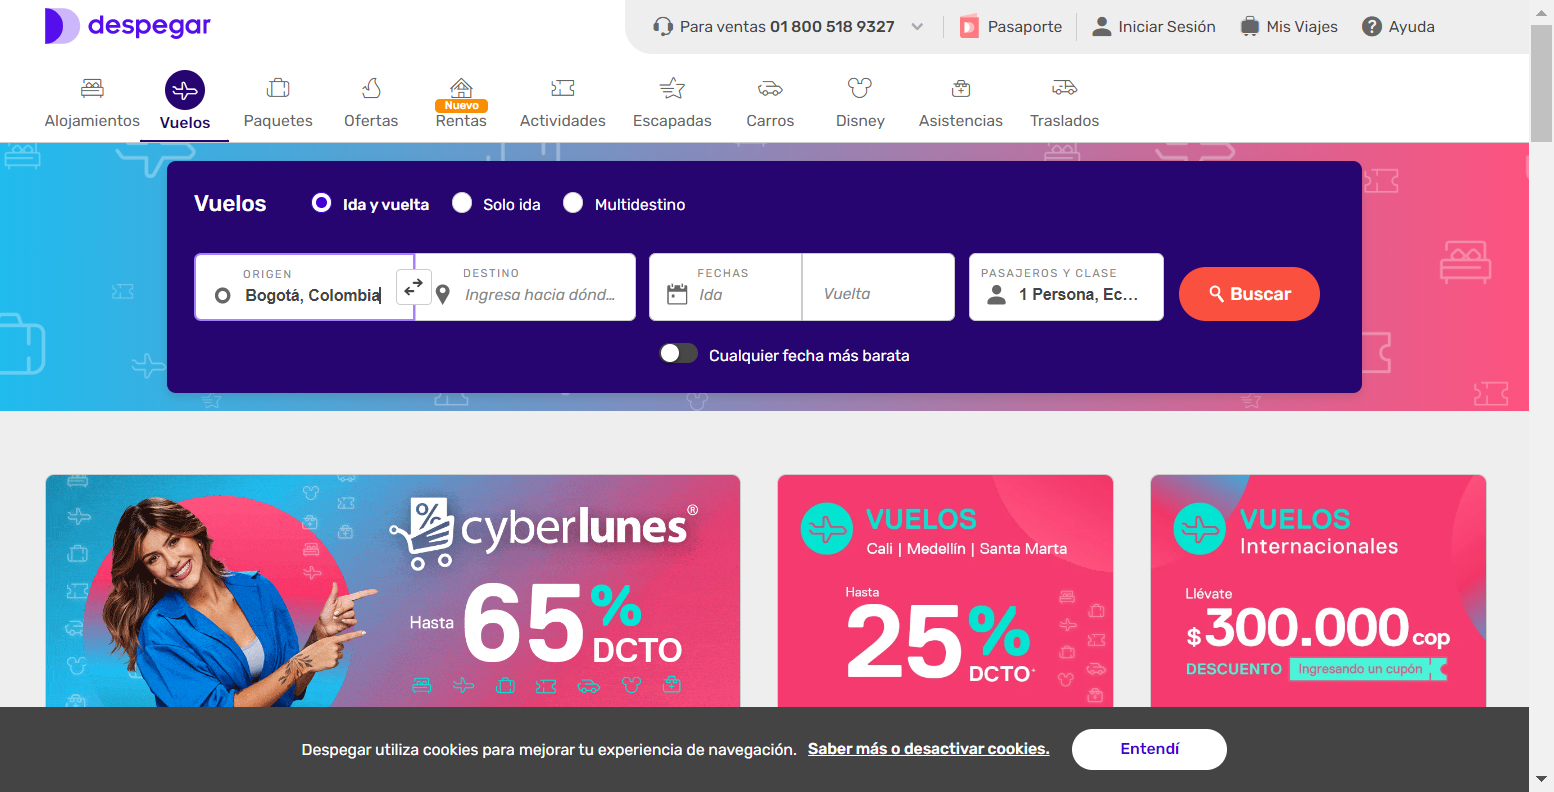 despegar
Para ventas 01 800 518 9327
Pasaporte
Iniciar Sesión
Mis Viajes
Ayuda
Alojamientos
Vuelos
Paquetes
Ofertas
Nuevo
Rentas
Actividades
Escapadas
Carros
Disney
Asistencias
Traslados
Vuelos
Ida y vuelta
Solo ida
Multidestino
ORIGEN
Bogotá, Colombia
DESTINO
Ingresa hacia dónd...
FECHAS
Ida
Vuelta
PASAJEROS Y CLASE
1 Persona, Ec...
Buscar
Cualquier fecha más barata
% cyberlunes®
Hasta 65% DCTO
VUELOS
Cali | Medellín | Santa Marta
Hasta
25% DCTO*
VUELOS
Internacionales
Llévate
$300.000 cop
DESCUENTO Ingresando un cupón
Despegar utiliza cookies para mejorar tu experiencia de navegación. Saber más o desactivar cookies.
Entendí